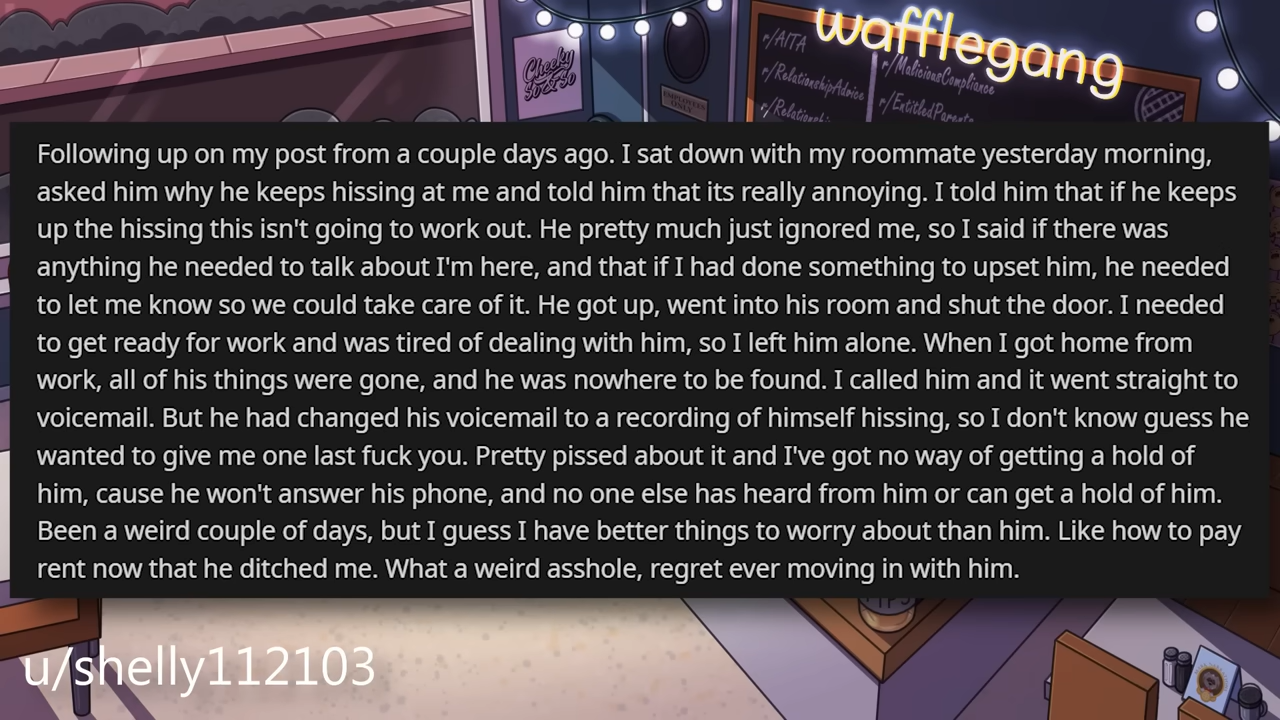 wafflegang
Cheeky
r/AITA
r/RelationshipAdvice
r/Relationship
r/MaliciousCompliance
r/EntitledParents
EMPLOYEES
ONLY
Following up on my post from a couple days ago. I sat down with my roommate yesterday morning,
asked him why he keeps hissing at me and told him that its really annoying. I told him that if he keeps
up the hissing this isn't going to work out. He pretty much just ignored me, so I said if there was
anything he needed to talk about I'm here, and that if I had done something to upset him, he needed
to let me know so we could take care of it. He got up, went into his room and shut the door. I needed
to get ready for work and was tired of dealing with him, so I left him alone. When I got home from
work, all of his things were gone, and he was nowhere to be found. I called him and it went straight to
voicemail. But he had changed his voicemail to a recording of himself hissing, so I don't know guess he
wanted to give me one last fuck you. Pretty pissed about it and I've got no way of getting a hold of
him, cause he won't answer his phone, and no one else has heard from him or can get a hold of him.
Been a weird couple of days, but I guess I have better things to worry about than him. Like how to pay
rent now that he ditched me. What a weird asshole, regret ever moving in with him.
TIPS
u/shelly112103